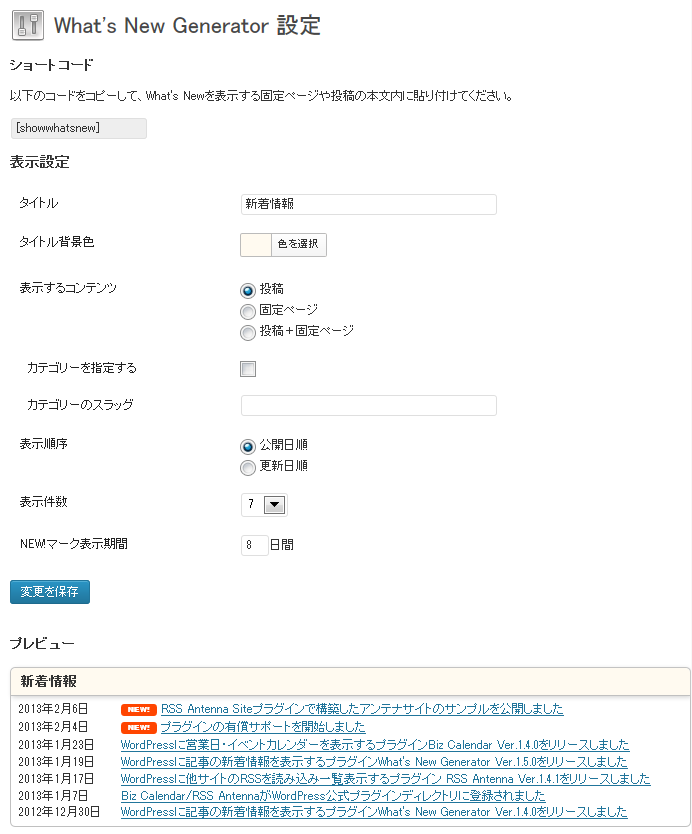 What's New Generator 設定
ショートコード
以下のコードをコピーして、What's Newを表示する固定ページや投稿の本文内に貼り付けてください。
[showwhatsnew]
表示設定
タイトル 新着情報
タイトル背景色 色を選択
表示するコンテンツ 投稿
固定ページ
投稿+固定ページ
カテゴリーを指定する
カテゴリーのスラッグ
表示順序 公開日順
更新日順
表示件数 7
NEW!マーク表示期間 8 日間
変更を保存
プレビュー
新着情報
2013年2月6日 NEW! RSS Antenna Siteプラグインで構築したアンテナサイトのサンプルを公開しました
2013年2月4日 NEW! プラグインの有償サポートを開始しました
2013年1月23日 WordPressに営業日・イベントカレンダーを表示するプラグインBiz Calendar Ver.1.4.0をリリースしました
2013年1月19日 WordPressに記事の新着情報を表示するプラグインWhat's New Generator Ver.1.5.0をリリースしました
2013年1月17日 WordPressに他サイトのRSSを読み込み一覧表示するプラグイン RSS Antenna Ver.1.4.1をリリースしました
2013年1月7日 Biz Calendar/RSS AntennaがWordPress公式プラグインディレクトリに登録されました
2012年12月30日 WordPressに記事の新着情報を表示するプラグインWhat's New Generator Ver.1.4.0をリリースしました